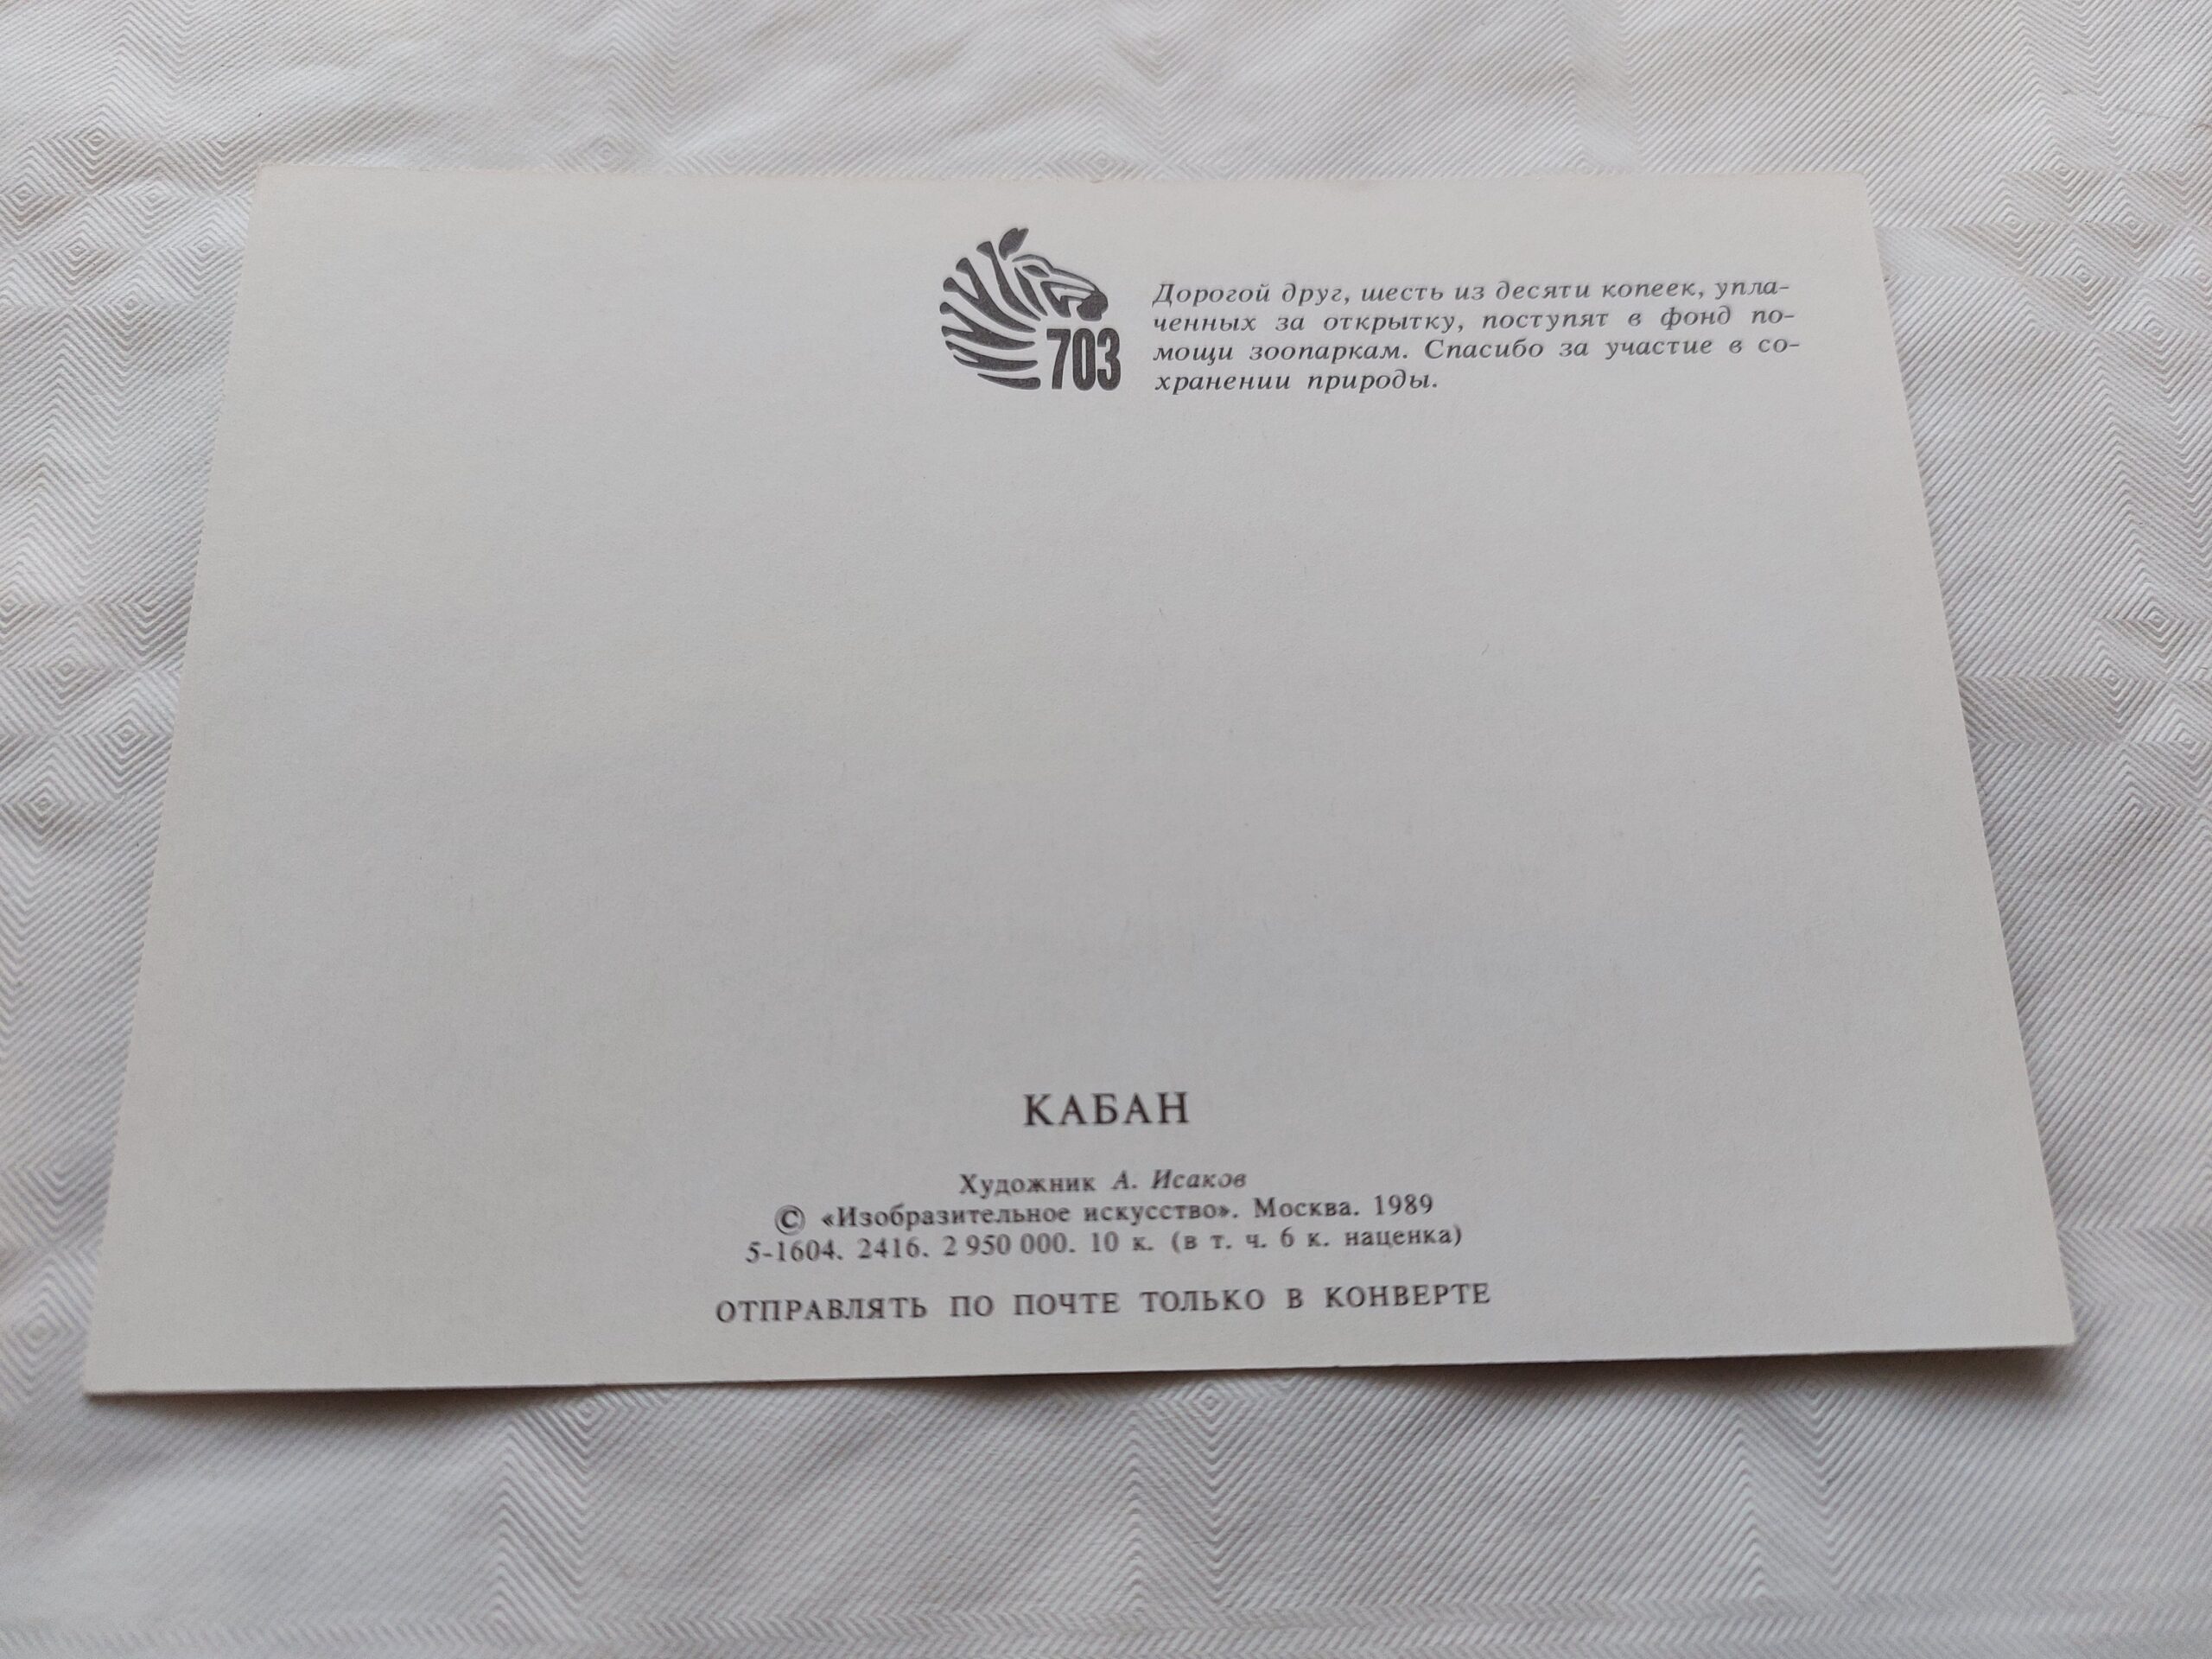 703
Дорогой друг, шесть из десяти копеек, упла-
ченных за открытку, поступят в фонд по-
мощи зоопаркам. Спасибо за участие в со-
хранении природы.
КАБАН
Художник А. Исаков
© «Изобразительное искусство». Москва. 1989
5-1604. 2416. 2 950 000. 10 к. (в т. ч. 6 к. наценка)
ОТПРАВЛЯТЬ ПО ПОЧТЕ ТОЛЬКО В КОНВЕРТЕ